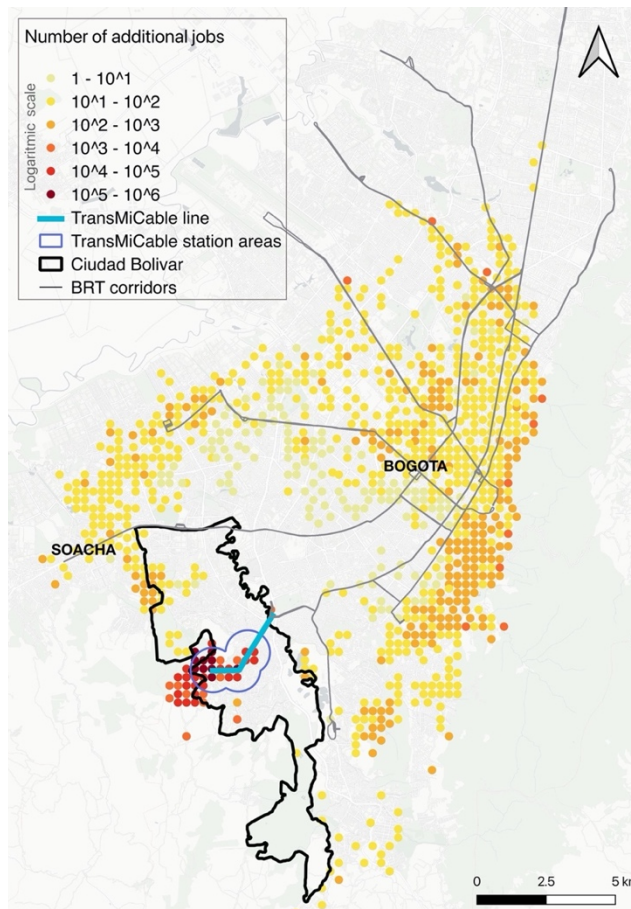 Number of additional jobs
Logaritmic scale
1 - 10^1
10^1 - 10^2
10^2 - 10^3
10^3 - 10^4
10^4 - 10^5
10^5 - 10^6
TransMiCable line
TransMiCable station areas
Ciudad Bolivar
BRT corridors
BOGOTA
SOACHA
0 2.5 5 km